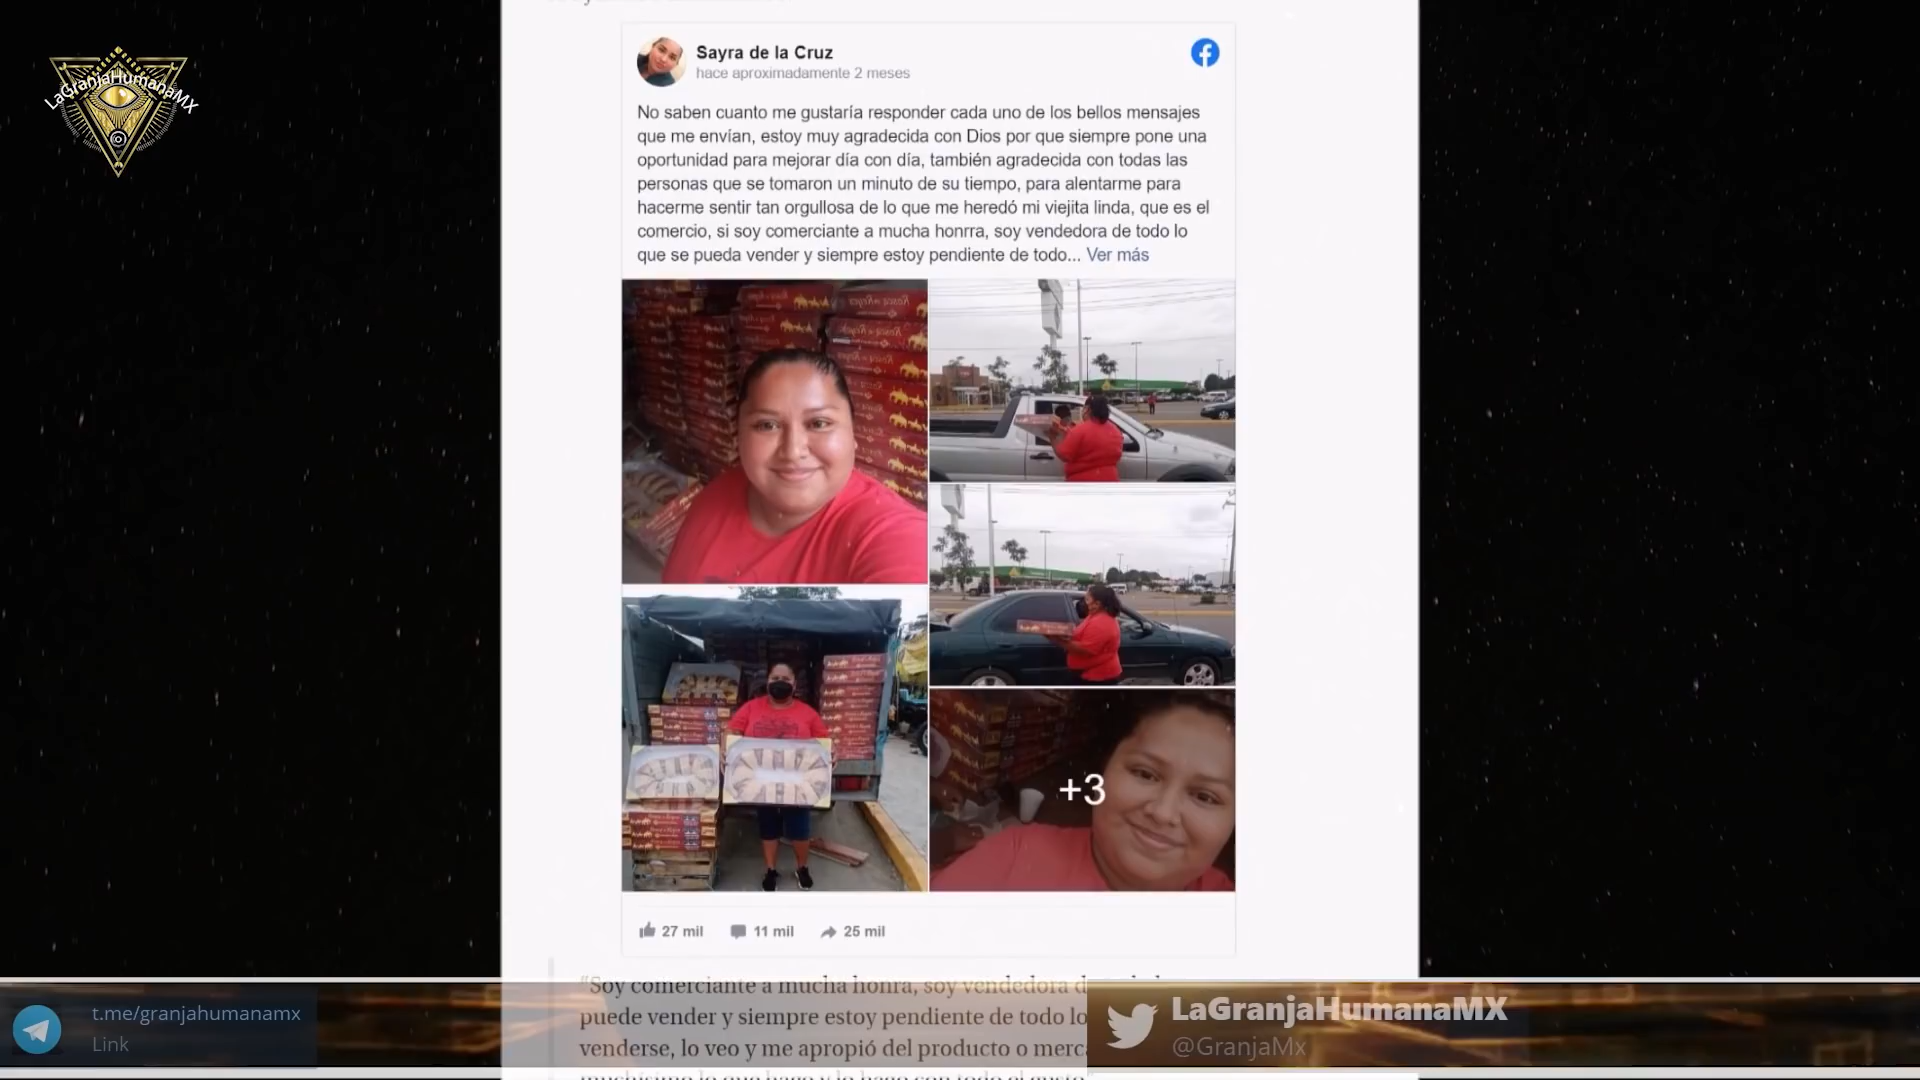 LaGranjaHumanaMX
Sayra de la Cruz
hace aproximadamente 2 meses
No saben cuanto me gustaría responder cada uno de los bellos mensajes
que me envían, estoy muy agradecida con Dios por que siempre pone una
oportunidad para mejorar día con día, también agradecida con todas las
personas que se tomaron un minuto de su tiempo, para alentarme para
hacerme sentir tan orgullosa de lo que me heredó mi viejita linda, que es el
comercio, si soy comerciante a mucha honrra, soy vendedora de todo lo
que se pueda vender y siempre estoy pendiente de todo... Ver más
+3
27 mil 11 mil 25 mil
“Soy comerciante a mucha honra, soy vendedora d
puede vender y siempre estoy pendiente de todo lo
venderse, lo veo y me apropió del producto o merc
t.me/granjahumanamx
Link
LaGranjaHumanaMX
@GranjaMx